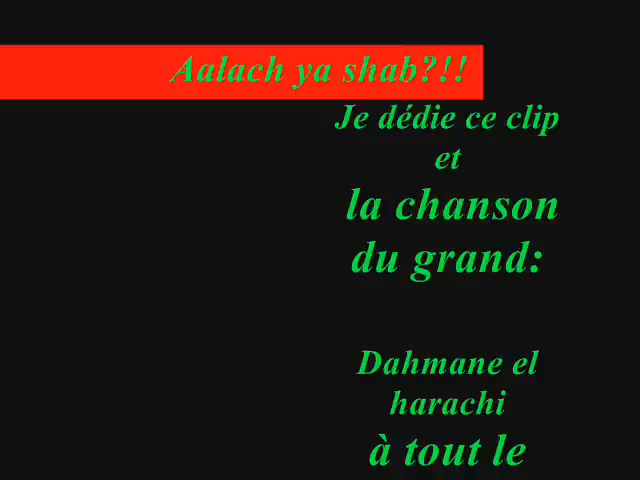 Aalach ya shab?!!
Je dédie ce clip
et
la chanson
du grand:
Dahmane el
harachi
à tout le